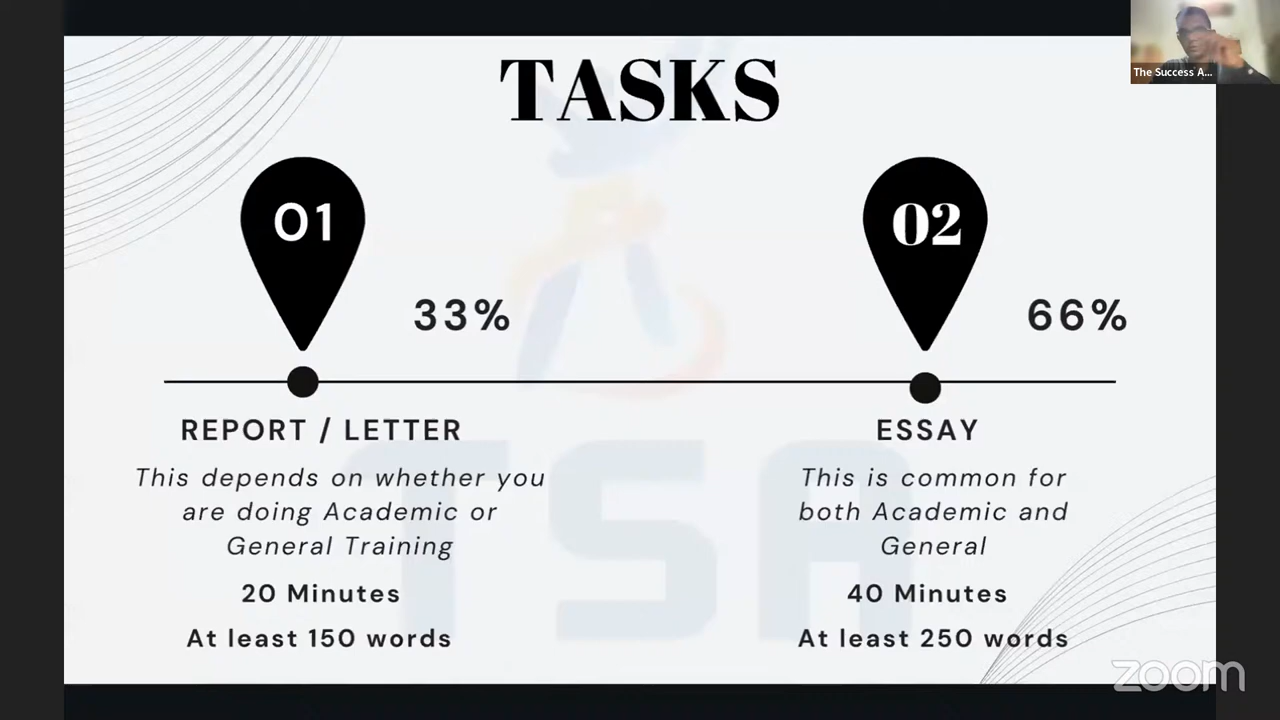 The Success A...
TASKS
01
02
33%
66%
REPORT / LETTER
This depends on whether you
are doing Academic or
General Training
20 Minutes
At least 150 words
ESSAY
This is common for
both Academic and
General
40 Minutes
At least 250 words
TSA
zoom